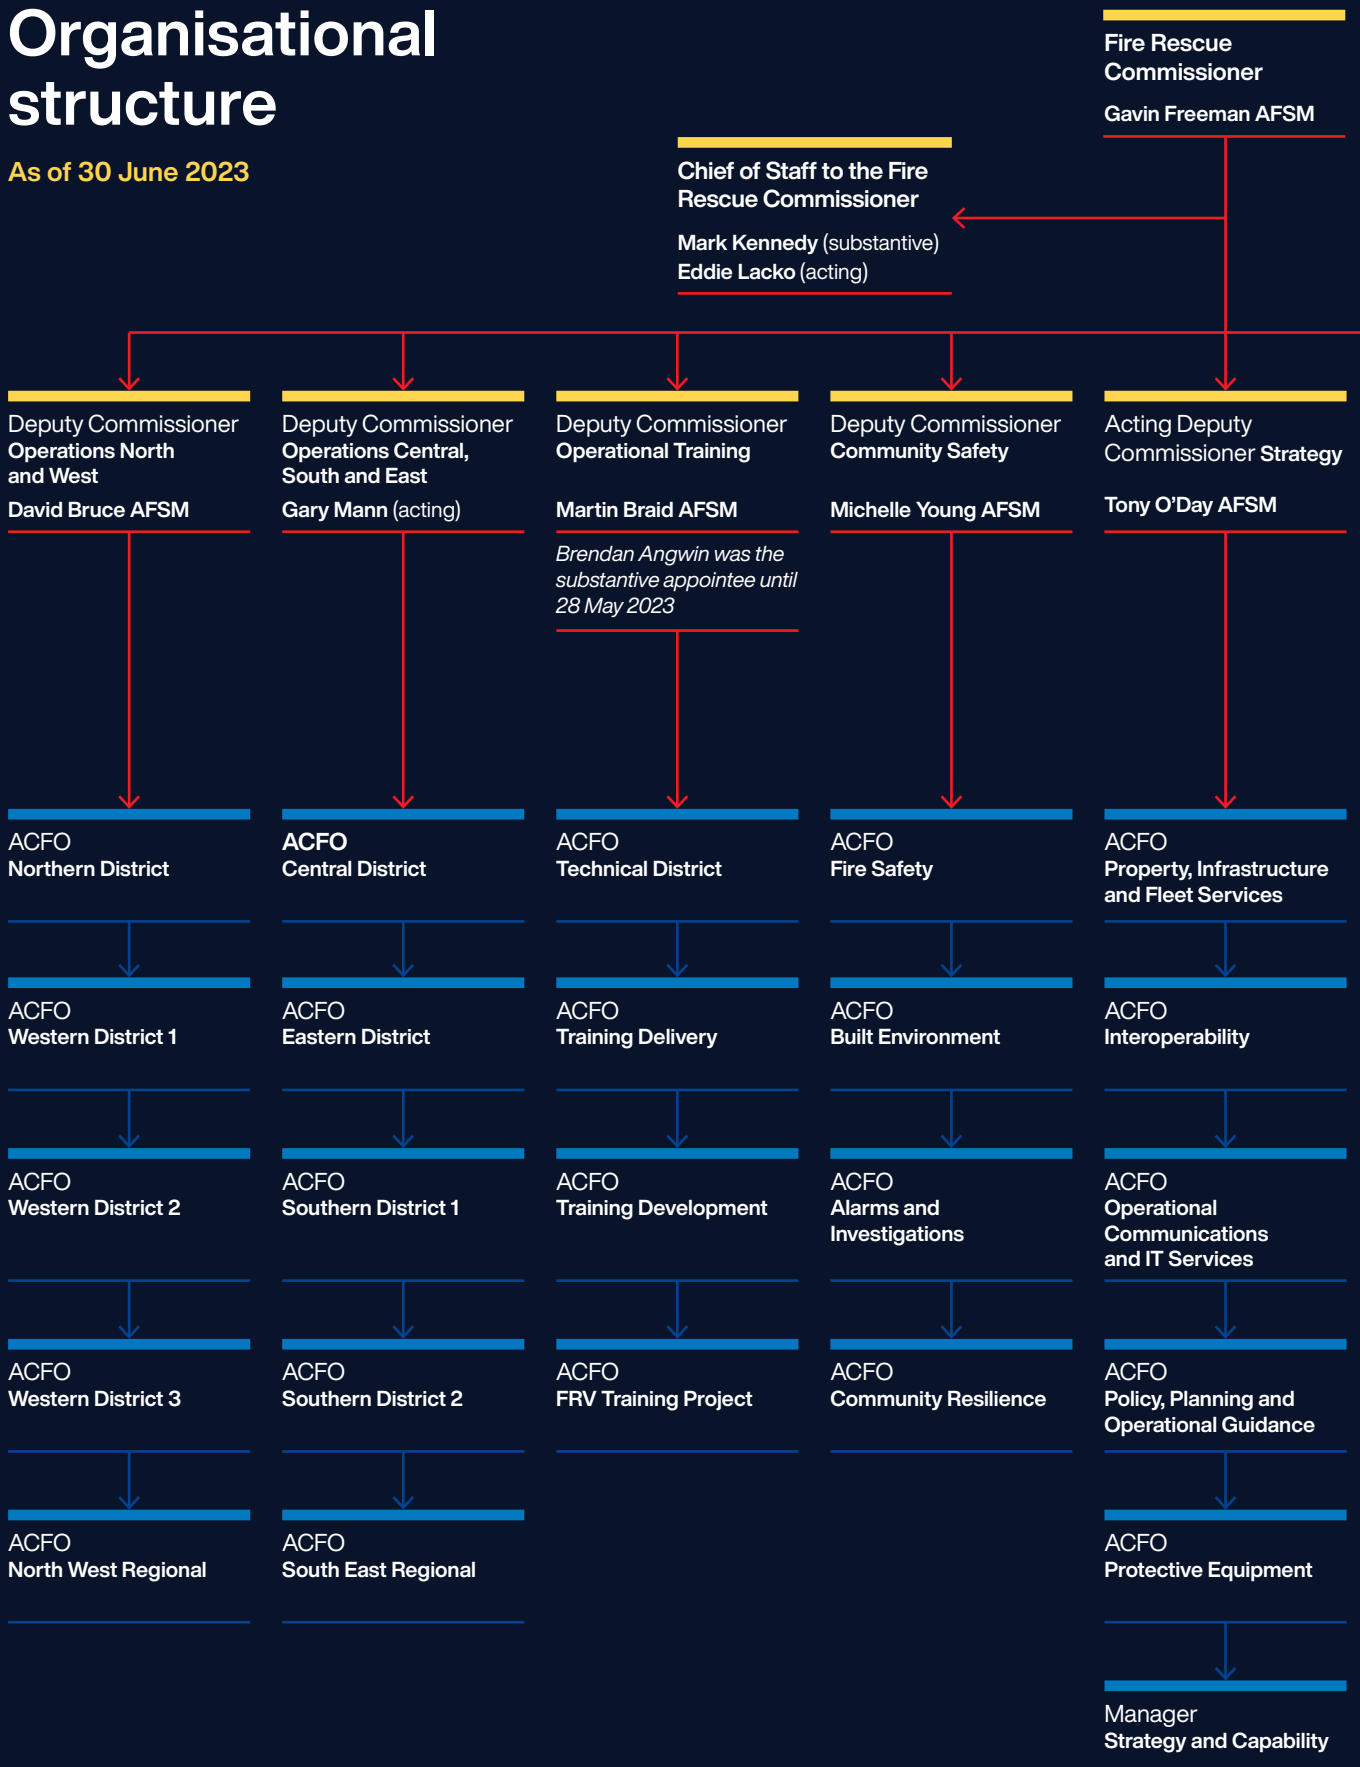 Organisational
structure
As of 30 June 2023
Fire Rescue
Commissioner
Gavin Freeman AFSM
Chief of Staff to the Fire
Rescue Commissioner
Mark Kennedy (substantive)
Eddie Lacko (acting)
Deputy Commissioner
Operations North
and West
David Bruce AFSM
Deputy Commissioner
Operations Central,
South and East
Gary Mann (acting)
Deputy Commissioner
Operational Training
Martin Braid AFSM
Brendan Angwin was the
substantive appointee until
28 May 2023
Deputy Commissioner
Community Safety
Michelle Young AFSM
Acting Deputy
Commissioner Strategy
Tony O’Day AFSM
ACFO
Northern District
ACFO
Western District 1
ACFO
Western District 2
ACFO
Western District 3
ACFO
North West Regional
ACFO
Central District
ACFO
Eastern District
ACFO
Southern District 1
ACFO
Southern District 2
ACFO
South East Regional
ACFO
Technical District
ACFO
Training Delivery
ACFO
Training Development
ACFO
FRV Training Project
ACFO
Fire Safety
ACFO
Built Environment
ACFO
Alarms and
Investigations
ACFO
Community Resilience
ACFO
Property, Infrastructure
and Fleet Services
ACFO
Interoperability
ACFO
Operational
Communications
and IT Services
ACFO
Policy, Planning and
Operational Guidance
ACFO
Protective Equipment
Manager
Strategy and Capability